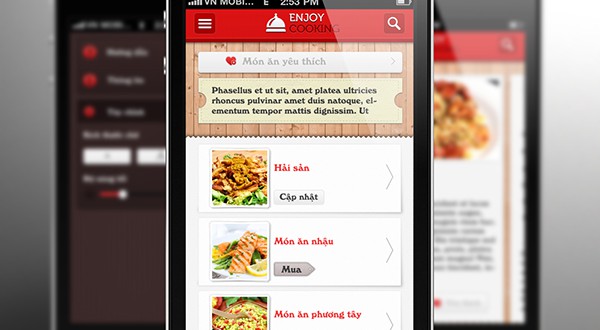 VN MOBI... E 2:53 PM
ENJOY
COOKING
Món ăn yêu thích
Phasellus et ut sit, amet platea ultricies
rhoncus pulvinar amet duis natoque, el-
ementum tempor mattis dignissim. Ut
Hải sản
Cập nhật
Món ăn nhậu
Mua
Món ăn phương tây